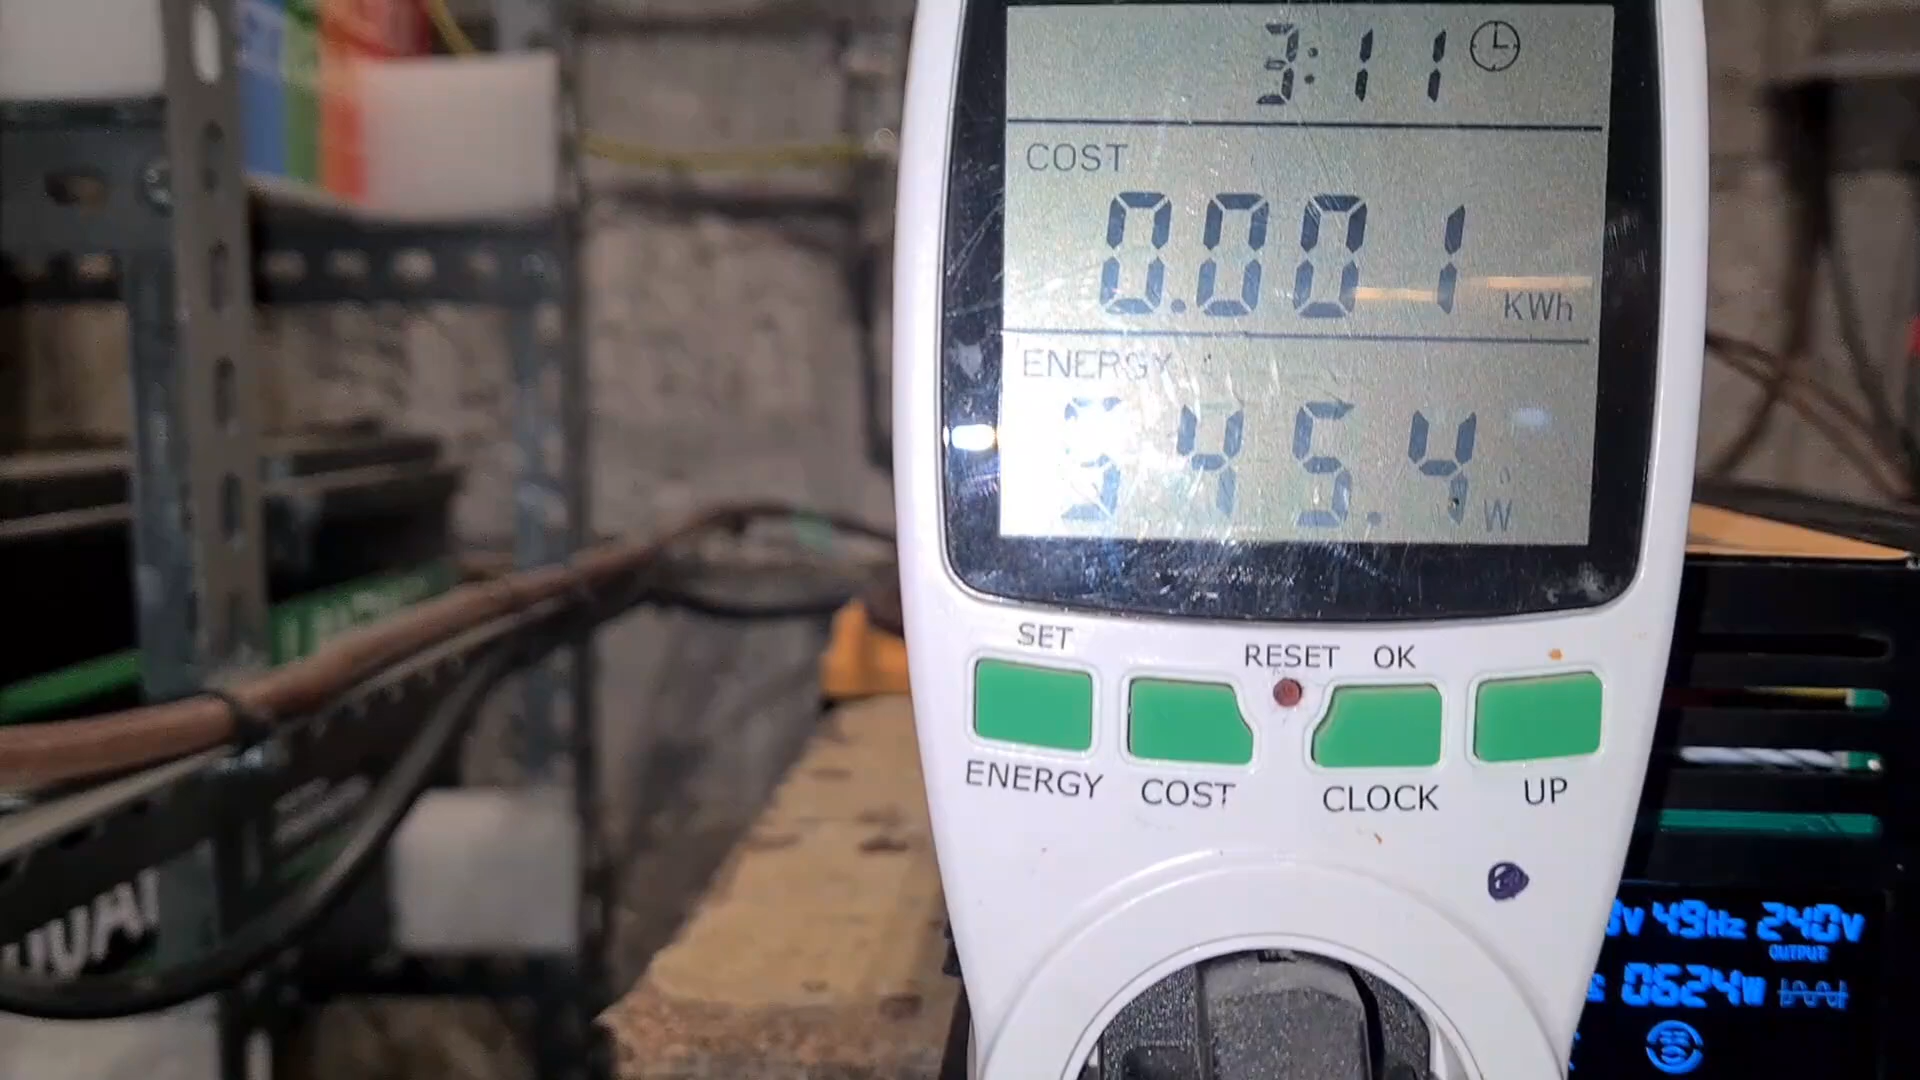 3:11
COST
0.001
KWh
ENERGY
545.4
W
SET
RESET OK
ENERGY COST CLOCK UP
V 49Hz 240V
OUTPUT
0624W